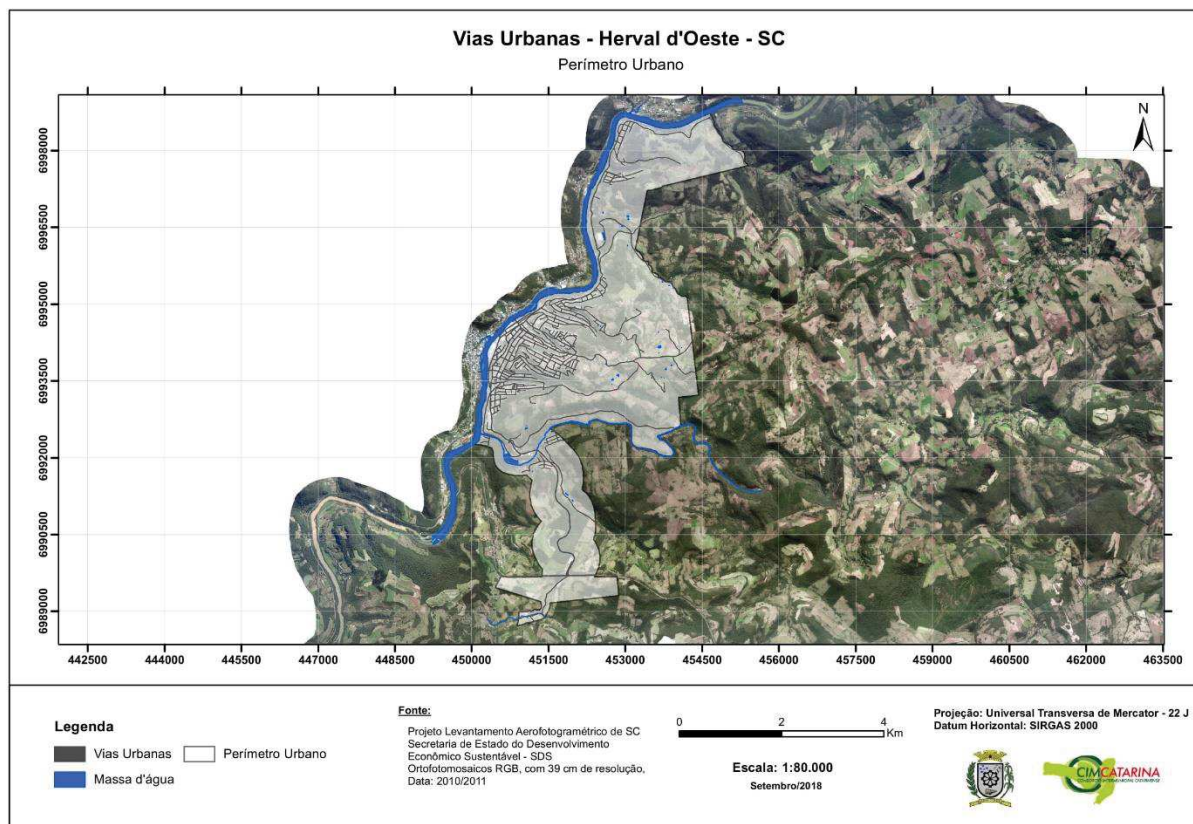 Vias Urbanas - Herval d'Oeste - SC
Perímetro Urbano
N
6998000
6996500
6995000
6993500
6992000
6990500
6989000
442500 444000 445500 447000 448500 450000 451500 453000 454500 456000 457500 459000 460500 462000 463500
Legenda
Vias Urbanas
Perímetro Urbano
Massa d'água
Fonte:
Projeto Levantamento Aerofotogramétrico de SC
Secretaria de Estado do Desenvolvimento
Econômico Sustentável - SDS
Ortofotomosaicos RGB, com 39 cm de resolução,
Data: 2010/2011
0 2 4
Km
Escala: 1:80.000
Setembro/2018
Projeção: Universal Transversa de Mercator - 22 J
Datum Horizontal: SIRGAS 2000
CIMCATARINA